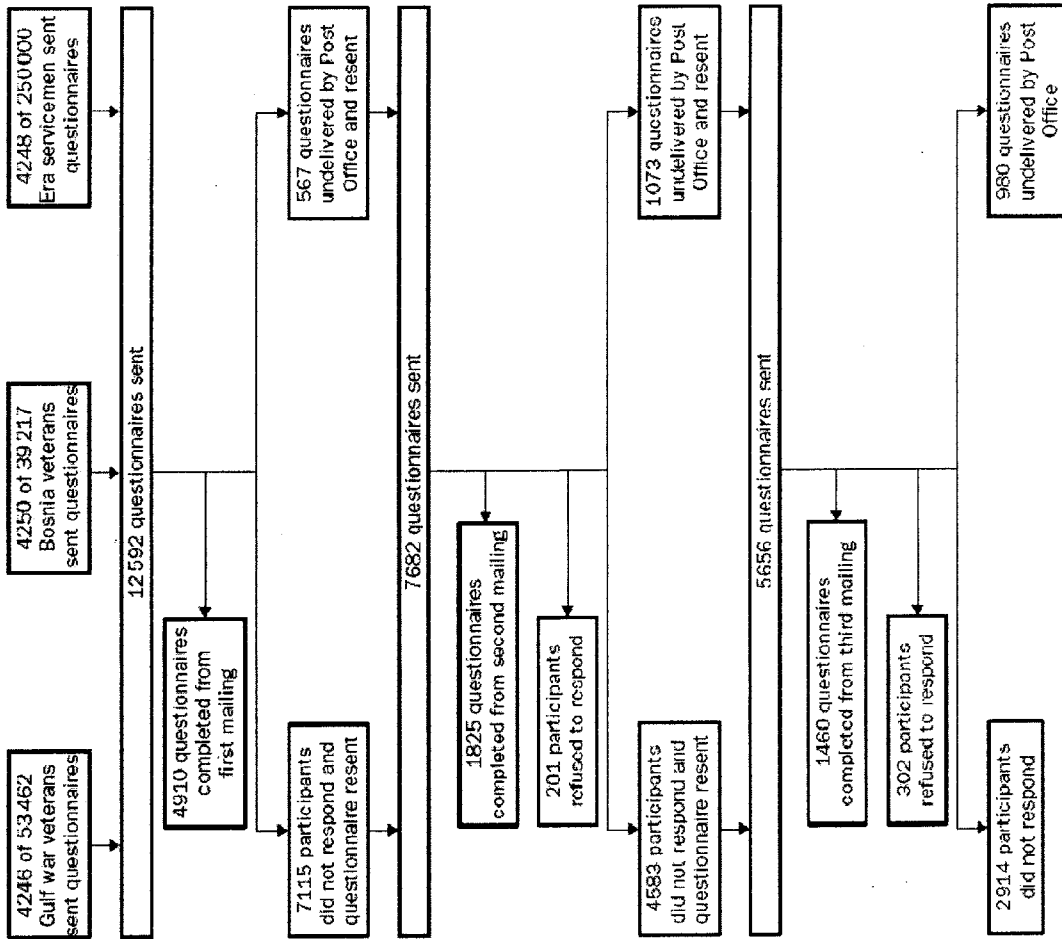 4246 of 53462
Gulf war veterans
sent questionnaires
4250 of 39217
Bosnia veterans
sent questionnaires
4248 of 250000
Era servicemen sent
questionnaires
12592 questionnaires sent
4910 questionnaires
completed from
first mailing
7115 participants
did not respond and
questionnaire resent
567 questionnaires
undelivered by Post
Office and resent
7682 questionnaires sent
1825 questionnaires
completed from second mailing
201 participants
refused to respond
4583 participants
did not respond and
questionnaire resent
1073 questionnaires
undelivered by Post
Office and resent
5656 questionnaires sent
1460 questionnaires
completed from third mailing
302 participants
refused to respond
2914 participants
did not respond
980 questionnaires
undelivered by Post
Office